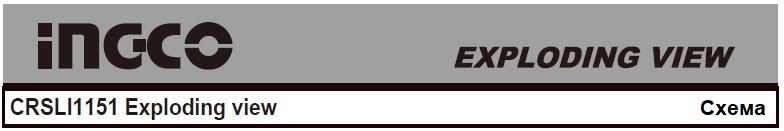 INGCO
EXPLODING VIEW
CRSLI1151 Exploding view Схема